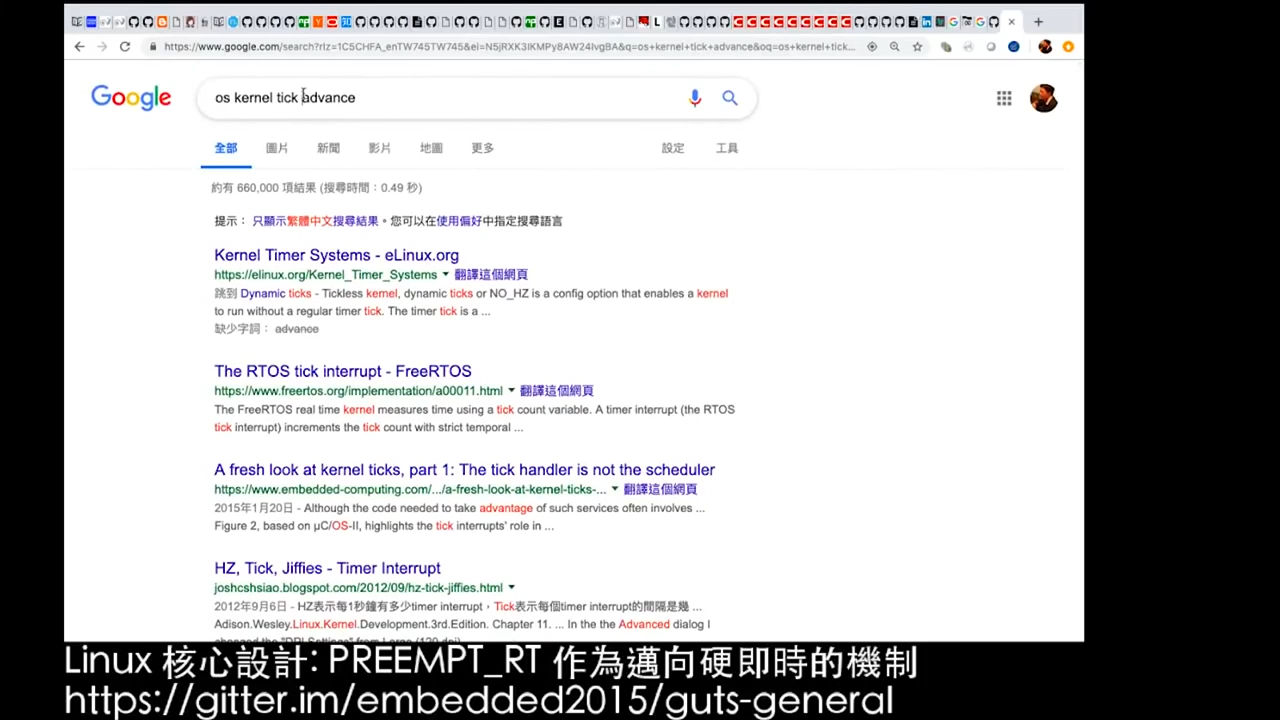 https://www.google.com/search?rlz=1C5CHFA_enTW745TW745&ei=N5jRXK3IKMPy8AW24IvgBA&q=os+kernel+tick+advance&oq=os+kernel+tick...
Google
os kernel tick advance
全部 圖片 新聞 影片 地圖 更多 設定 工具
約有 660,000 項結果 (搜尋時間：0.49 秒)
提示： 只顯示繁體中文搜尋結果。您可以在使用偏好中指定搜尋語言
Kernel Timer Systems - eLinux.org
https://elinux.org/Kernel_Timer_Systems 翻譯這個網頁
跳到 Dynamic ticks - Tickless kernel, dynamic ticks or NO_HZ is a config option that enables a kernel
to run without a regular timer tick. The timer tick is a ...
缺少字詞： advance
The RTOS tick interrupt - FreeRTOS
https://www.freertos.org/implementation/a00011.html 翻譯這個網頁
The FreeRTOS real time kernel measures time using a tick count variable. A timer interrupt (the RTOS
tick interrupt) increments the tick count with strict temporal ...
A fresh look at kernel ticks, part 1: The tick handler is not the scheduler
https://www.embedded-computing.com/.../a-fresh-look-at-kernel-ticks-... 翻譯這個網頁
2015年1月20日 - Although the code needed to take advantage of such services often involves ...
Figure 2, based on μC/OS-II, highlights the tick interrupts' role in ...
HZ, Tick, Jiffies - Timer Interrupt
joshcshsiao.blogspot.com/2012/09/hz-tick-jiffies.html
2012年9月6日 - HZ表示每1秒鐘有多少timer interrupt，Tick表示每個timer interrupt的間隔是幾 ...
Adison.Wesley.Linux.Kernel.Development.3rd.Edition. Chapter 11. ... In the the Advanced dialog I
changed the "DPI Settings" from Large (120 dpi)
Linux 核心設計: PREEMPT_RT 作為邁向硬即時的機制
https://gitter.im/embedded2015/guts-general